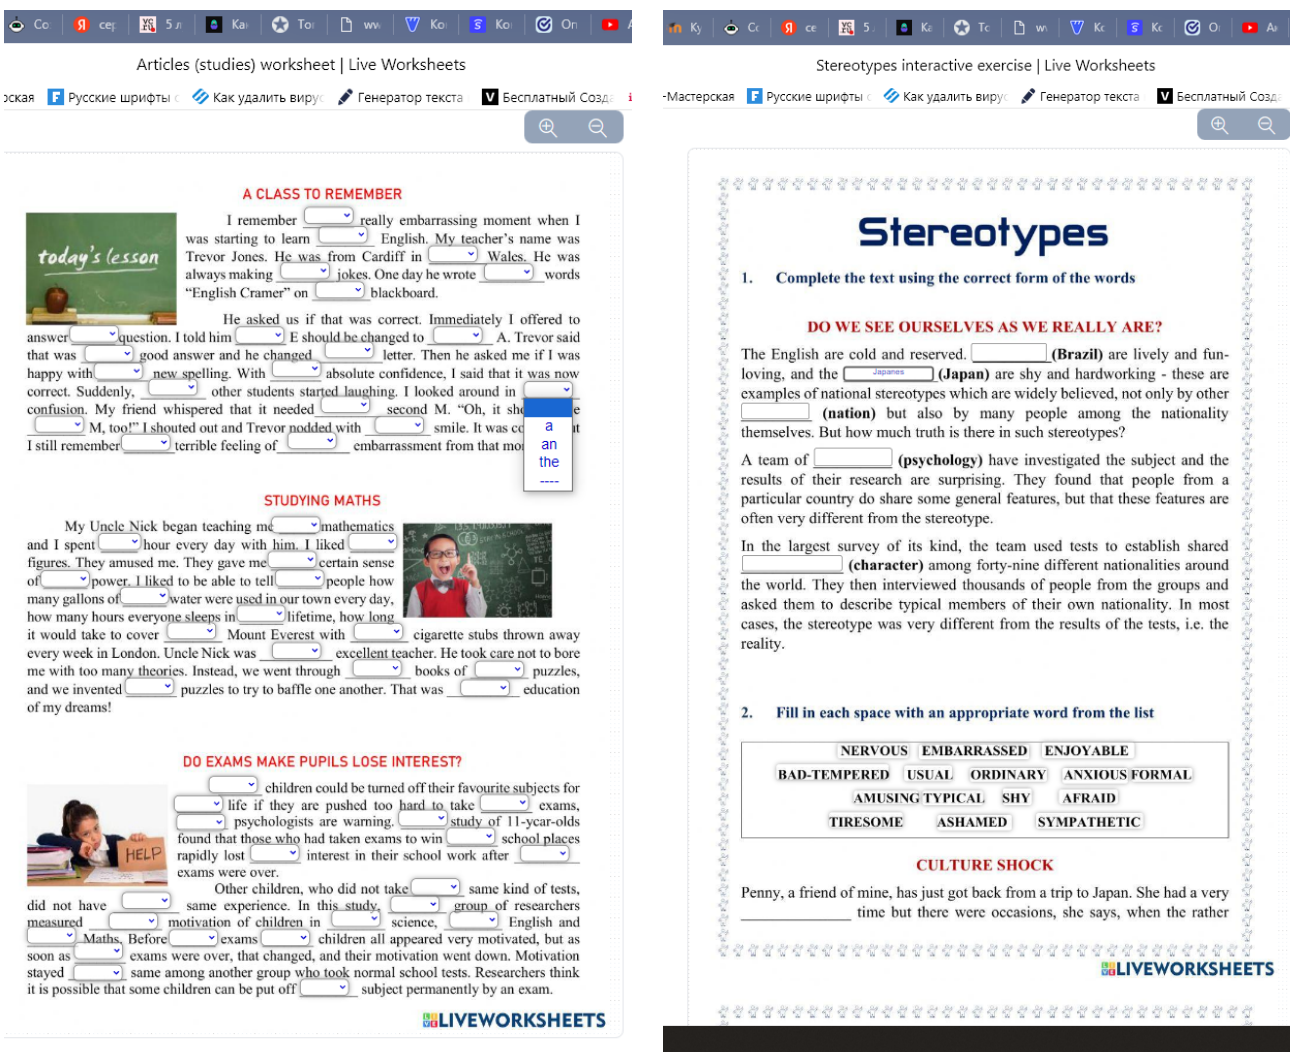 Co
сер
5 л
Ка
То
ww
Ко
Ко
On
Articles (studies) worksheet | Live Worksheets
рская
Русские шрифты с
Как удалить вирус
Генератор текста
Бесплатный Созда
A CLASS TO REMEMBER
today's lesson
I remember really embarrassing moment when I
was starting to learn English. My teacher's name was
Trevor Jones. He was from Cardiff in Wales. He was
always making jokes. One day he wrote words
"English Cramer" on blackboard.
He asked us if that was correct. Immediately I offered to
answer question. I told him E should be changed to A. Trevor said
that was good answer and he changed letter. Then he asked me if I was
happy with new spelling. With absolute confidence, I said that it was now
correct. Suddenly, other students started laughing. I looked around in
confusion. My friend whispered that it needed second M. "Oh, it sho e
M, too!" I shouted out and Trevor nodded with smile. It was co t
I still remember terrible feeling of embarrassment from that mo
a
an
the
----
STUDYING MATHS
My Uncle Nick began teaching me mathematics
and I spent hour every day with him. I liked
figures. They amused me. They gave me certain sense
of power. I liked to be able to tell people how
many gallons of water were used in our town every day,
how many hours everyone sleeps in lifetime, how long
it would take to cover Mount Everest with cigarette stubs thrown away
every week in London. Uncle Nick was excellent teacher. He took care not to bore
me with too many theories. Instead, we went through books of puzzles,
and we invented puzzles to try to baffle one another. That was education
of my dreams!
DO EXAMS MAKE PUPILS LOSE INTEREST?
HELP
children could be turned off their favourite subjects for
life if they are pushed too hard to take exams,
psychologists are warning. study of 11-year-olds
found that those who had taken exams to win school places
rapidly lost interest in their school work after
exams were over.
Other children, who did not take same kind of tests,
did not have same experience. In this study, group of researchers
measured motivation of children in science, English and
Maths. Before exams children all appeared very motivated, but as
soon as exams were over, that changed, and their motivation went down. Motivation
stayed same among another group who took normal school tests. Researchers think
it is possible that some children can be put off subject permanently by an exam.
LIVEWORKSHEETS
Ку
Сс
се
5
Ка
Тс
w
Кс
Кс
О
Stereotypes interactive exercise | Live Worksheets
-Мастерская
Русские шрифты с
Как удалить вирус
Генератор текста
Бесплатный Созда
Stereotypes
1. Complete the text using the correct form of the words
DO WE SEE OURSELVES AS WE REALLY ARE?
The English are cold and reserved. (Brazil) are lively and fun-
loving, and the Japanes (Japan) are shy and hardworking - these are
examples of national stereotypes which are widely believed, not only by other
(nation) but also by many people among the nationality
themselves. But how much truth is there in such stereotypes?
A team of (psychology) have investigated the subject and the
results of their research are surprising. They found that people from a
particular country do share some general features, but that these features are
often very different from the stereotype.
In the largest survey of its kind, the team used tests to establish shared
(character) among forty-nine different nationalities around
the world. They then interviewed thousands of people from the groups and
asked them to describe typical members of their own nationality. In most
cases, the stereotype was very different from the results of the tests, i.e. the
reality.
2. Fill in each space with an appropriate word from the list
NERVOUS EMBARRASSED ENJOYABLE
BAD-TEMPERED USUAL ORDINARY ANXIOUS FORMAL
AMUSING TYPICAL SHY AFRAID
TIRESOME ASHAMED SYMPATHETIC
CULTURE SHOCK
Penny, a friend of mine, has just got back from a trip to Japan. She had a very
time but there were occasions, she says, when the rather
LIVEWORKSHEETS